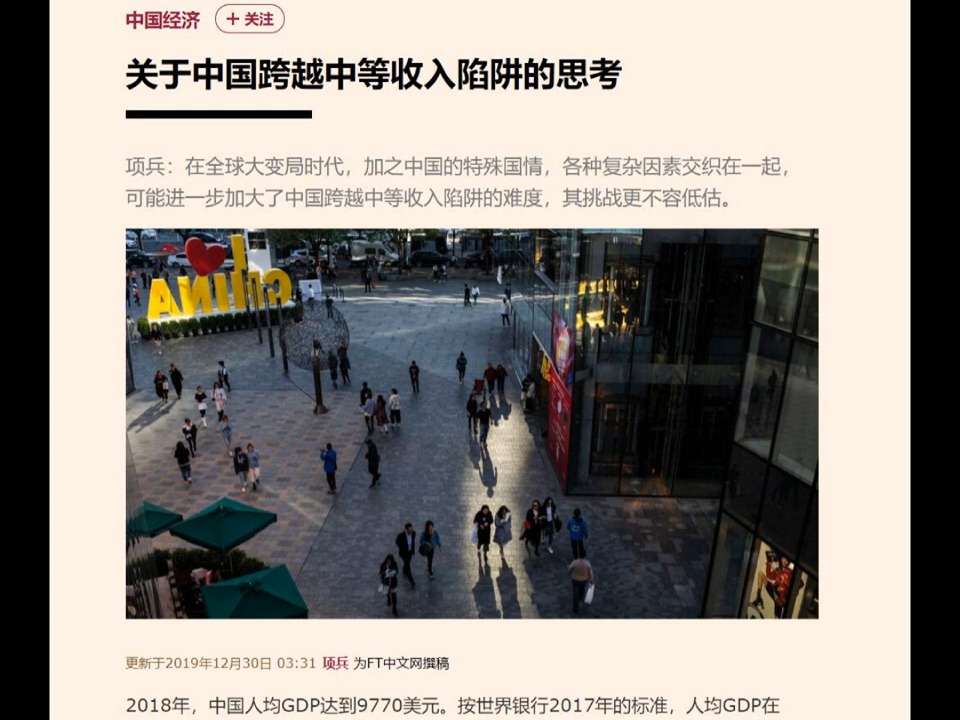 中国经济 + 关注
关于中国跨越中等收入陷阱的思考
项兵：在全球大变局时代，加之中国的特殊国情，各种复杂因素交织在一起，
可能进一步加大了中国跨越中等收入陷阱的难度，其挑战更不容低估。
I
CHINA
更新于2019年12月30日 03:31 项兵 为FT中文网撰稿
2018年，中国人均GDP达到9770美元。按世界银行2017年的标准，人均GDP在